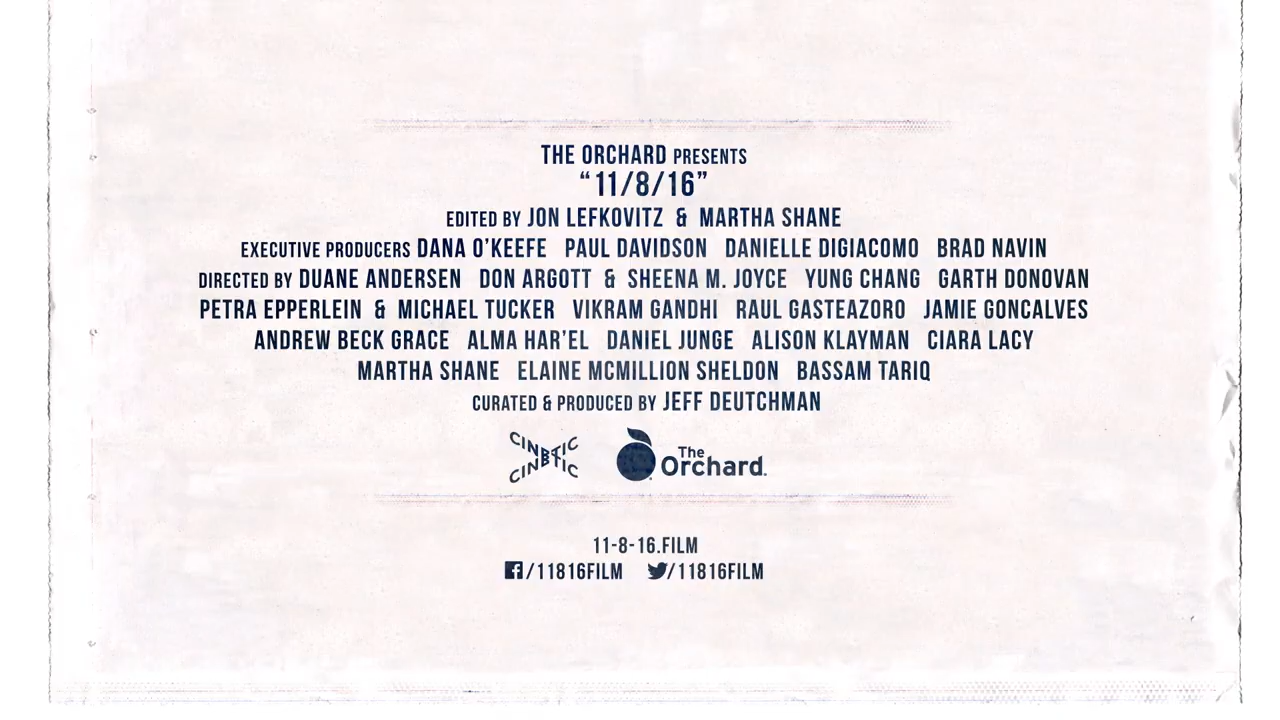 THE ORCHARD PRESENTS
“11/8/16”
EDITED BY JON LEFKOVITZ & MARTHA SHANE
EXECUTIVE PRODUCERS DANA O’KEEFE PAUL DAVIDSON DANIELLE DIGIACOMO BRAD NAVIN
DIRECTED BY DUANE ANDERSEN DON ARGOTT & SHEENA M. JOYCE YUNG CHANG GARTH DONOVAN
PETRA EPPERLEIN & MICHAEL TUCKER VIKRAM GANDHI RAUL GASTEAZORO JAMIE GONCALVES
ANDREW BECK GRACE ALMA HAR’EL DANIEL JUNGE ALISON KLAYMAN CIARA LACY
MARTHA SHANE ELAINE MCMILLION SHELDON BASSAM TARIQ
CURATED & PRODUCED BY JEFF DEUTCHMAN
CINETIC
CINETIC
The
Orchard.
11-8-16.FILM
/11816FILM /11816FILM